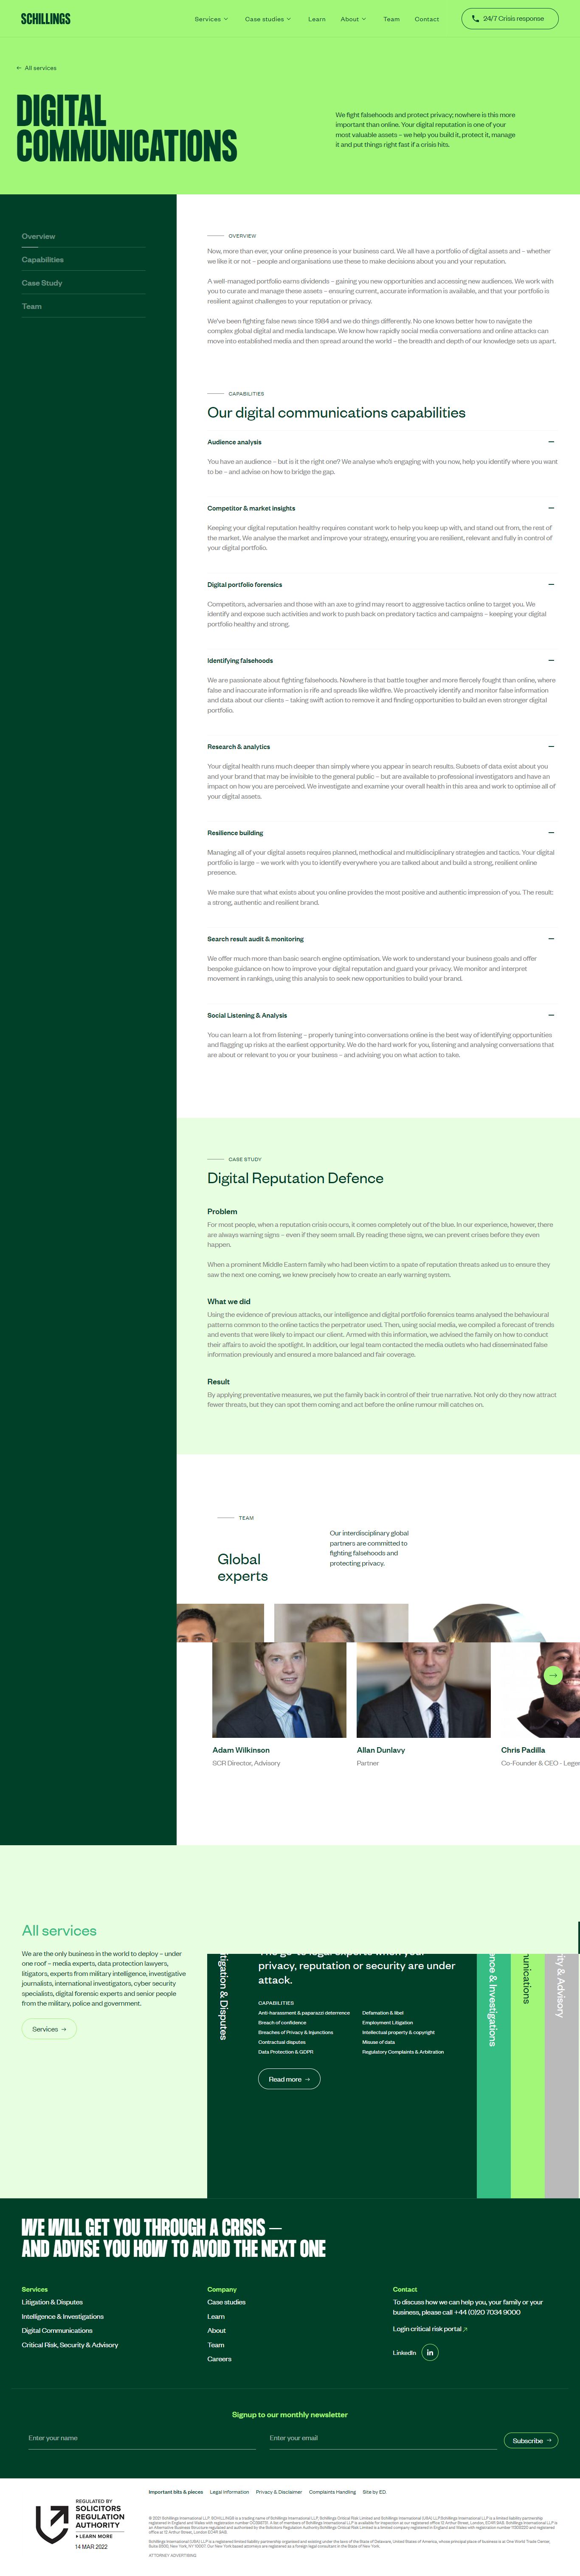 SCHILLINGS
Services
Case studies
Learn
About
Team
Contact
24/7 Crisis response
← All services
DIGITAL
COMMUNICATIONS
We fight falsehoods and protect privacy; nowhere is this more
important than online. Your digital reputation is one of your
most valuable assets – we help you build it, protect it, manage
it and put things right fast if a crisis hits.
Overview
Capabilities
Case Study
Team
OVERVIEW
Now, more than ever, your online presence is your business card. We all have a portfolio of digital assets and – whether
we like it or not – people and organisations use these to make decisions about you and your reputation.
A well-managed portfolio earns dividends – gaining you new opportunities and accessing new audiences. We work with
you to curate and manage these assets – ensuring current, accurate information is available, and that your portfolio is
resilient against challenges to your reputation or privacy.
We've been fighting false news since 1984 and we do things differently. No one knows better how to navigate the
complex global digital and media landscape. We know how rapidly social media conversations and online attacks can
move into established media and then spread around the world – the breadth and depth of our knowledge sets us apart.
CAPABILITIES
Our digital communications capabilities
Audience analysis
You have an audience – but is it the right one? We analyse who's engaging with you now, help you identify where you want
to be – and advise on how to bridge the gap.
Competitor & market insights
Keeping your digital reputation healthy requires constant work to help you keep up with, and stand out from, the rest of
the market. We analyse the market and improve your strategy, ensuring you are resilient, relevant and fully in control of
your digital portfolio.
Digital portfolio forensics
Competitors, adversaries and those with an axe to grind may resort to aggressive tactics online to target you. We
identify and expose such activities and work to push back on predatory tactics and campaigns – keeping your digital
portfolio healthy and strong.
Identifying falsehoods
We are passionate about fighting falsehoods. Nowhere is that battle tougher and more fiercely fought than online, where
false and inaccurate information is rife and spreads like wildfire. We proactively identify and monitor false information
and data about our clients – taking swift action to remove it and finding opportunities to build an even stronger digital
portfolio.
Research & analytics
Your digital health runs much deeper than simply where you appear in search results. Subsets of data exist about you
and your brand that may be invisible to the general public – but are available to professional investigators and have an
impact on how you are perceived. We investigate and examine your overall health in this area and work to optimise all of
your digital assets.
Resilience building
Managing all of your digital assets requires planned, methodical and multidisciplinary strategies and tactics. Your digital
portfolio is large – we work with you to identify everywhere you are talked about and build a strong, resilient online
presence.
We make sure that what exists about you online provides the most positive and authentic impression of you. The result:
a strong, authentic and resilient brand.
Search result audit & monitoring
We offer much more than basic search engine optimisation. We work to understand your business goals and offer
bespoke guidance on how to improve your digital reputation and guard your privacy. We monitor and interpret
movement in rankings, using this analysis to seek new opportunities to build your brand.
Social Listening & Analysis
You can learn a lot from listening – properly tuning into conversations online is the best way of identifying opportunities
and flagging up risks at the earliest opportunity. We do the hard work for you, listening and analysing conversations that
are about or relevant to you or your business – and advising you on what action to take.
CASE STUDY
Digital Reputation Defence
Problem
For most people, when a reputation crisis occurs, it comes completely out of the blue. In our experience, however, there
are always warning signs – even if they seem small. By reading these signs, we can prevent crises before they even
happen.
When a prominent Middle Eastern family who had been victim to a spate of reputation threats asked us to ensure they
saw the next one coming, we knew precisely how to create an early warning system.
What we did
Using the evidence of previous attacks, our intelligence and digital portfolio forensics teams analysed the behavioural
patterns common to the online tactics the perpetrator used. Then, using social media, we compiled a forecast of trends
and events that were likely to impact our client. Armed with this information, we advised the family on how to conduct
their affairs to avoid the spotlight. In addition, our legal team contacted the media outlets who had disseminated false
information previously and ensured a more balanced and fair coverage.
Result
By applying preventative measures, we put the family back in control of their true narrative. Not only do they now attract
fewer threats, but they can spot them coming and act before the online rumour mill catches on.
TEAM
Global
experts
Our interdisciplinary global
partners are committed to
fighting falsehoods and
protecting privacy.
Adam Wilkinson
SCR Director, Advisory
Allan Dunlavy
Partner
Chris Padilla
Co-Founder & CEO - Leger
All services
We are the only business in the world to deploy – under
one roof – media experts, data protection lawyers,
litigators, experts from military intelligence, investigative
journalists, international investigators, cyber security
specialists, digital forensic experts and senior people
from the military, police and government.
Services →
tigation & Disputes
privacy, reputation or security are under
attack.
CAPABILITIES
Anti-harassment & paparazzi deterrence
Breach of confidence
Breaches of Privacy & Injunctions
Contractual disputes
Data Protection & GDPR
Defamation & libel
Employment Litigation
Intellectual property & copyright
Misuse of data
Regulatory Complaints & Arbitration
Read more →
ence & Investigations
nunications
ity & Advisory
WE WILL GET YOU THROUGH A CRISIS —
AND ADVISE YOU HOW TO AVOID THE NEXT ONE
Services
Litigation & Disputes
Intelligence & Investigations
Digital Communications
Critical Risk, Security & Advisory
Company
Case studies
Learn
About
Team
Careers
Contact
To discuss how we can help you, your family or your
business, please call +44 (0)20 7034 9000
Login critical risk portal
LinkedIn
in
Signup to our monthly newsletter
Enter your name
Enter your email
Subscribe →
REGULATED BY
SOLICITORS
REGULATION
AUTHORITY
LEARN MORE
14 MAR 2022
Important bits & pieces
Legal Information
Privacy & Disclaimer
Complaints Handling
Site by ED
ATTORNEY ADVERTISING